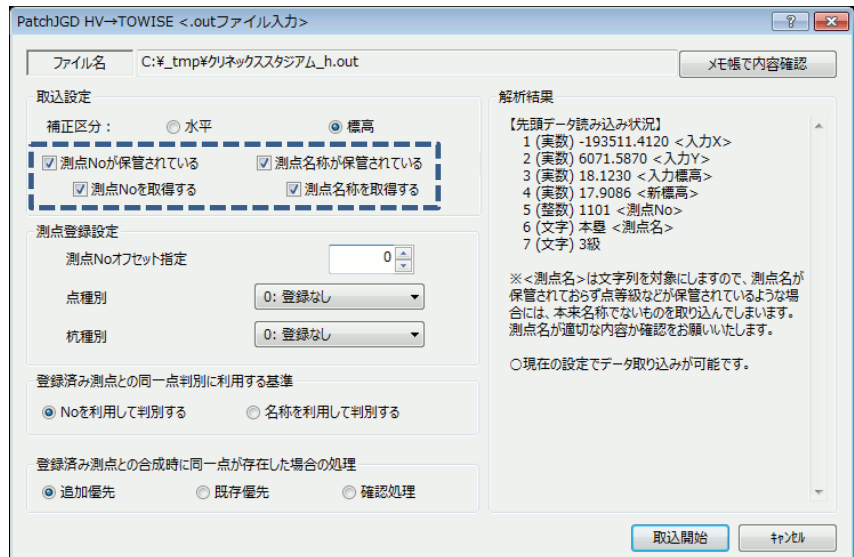 PatchJGD HV→TOWISE <.outファイル入力>
ファイル名
C:¥_tmp¥クリネックススタジアム_h.out
メモ帳で内容確認
取込設定
補正区分：
水平
標高
測点Noが保管されている
測点名称が保管されている
測点Noを取得する
測点名称を取得する
測点登録設定
測点Noオフセット指定
0
点種別
0: 登録なし
杭種別
0: 登録なし
登録済み測点との同一点判別に利用する基準
Noを利用して判別する
名称を利用して判別する
登録済み測点との合成時に同一点が存在した場合の処理
追加優先
既存優先
確認処理
解析結果
【先頭データ読み込み状況】
1 (実数) -193511.4120 <入力X>
2 (実数) 6071.5870 <入力Y>
3 (実数) 18.1230 <入力標高>
4 (実数) 17.9086 <新標高>
5 (整数) 1101 <測点No>
6 (文字) 本塁 <測点名>
7 (文字) 3級
※<測点名>は文字列を対象にしますので、測点名が
保管されておらず点等級などが保管されているような場
合には、本来名称でないものを取り込んでしまいます。
測点名が適切な内容か確認をお願いいたします。
○現在の設定でデータ取り込みが可能です。
取込開始
ｷｬﾝｾﾙ